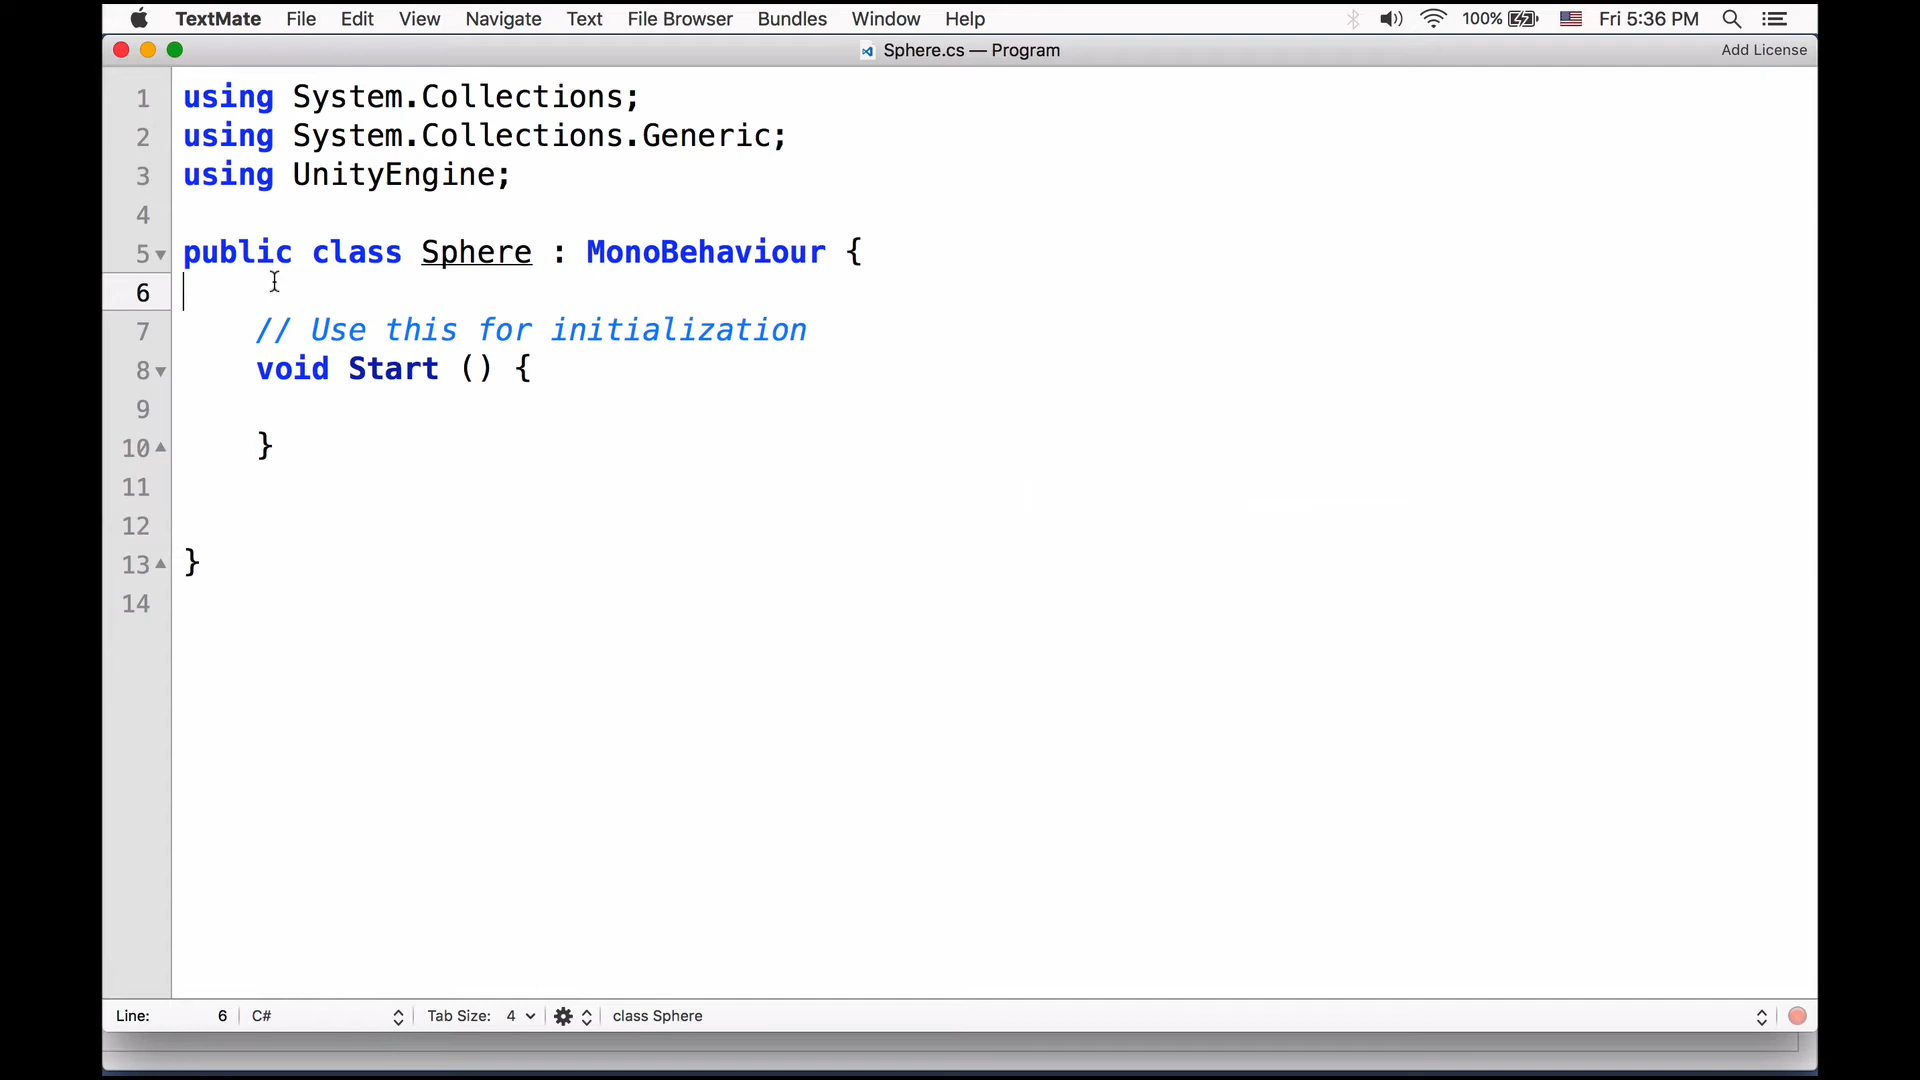 TextMate File Edit View Navigate Text File Browser Bundles Window Help 100% Fri 5:36 PM
Sphere.cs — Program Add License
1 using System.Collections;
2 using System.Collections.Generic;
3 using UnityEngine;
4
5 public class Sphere : MonoBehaviour {
6
7 // Use this for initialization
8 void Start () {
9
10 }
11
12
13 }
14
Line: 6 C# Tab Size: 4 class Sphere